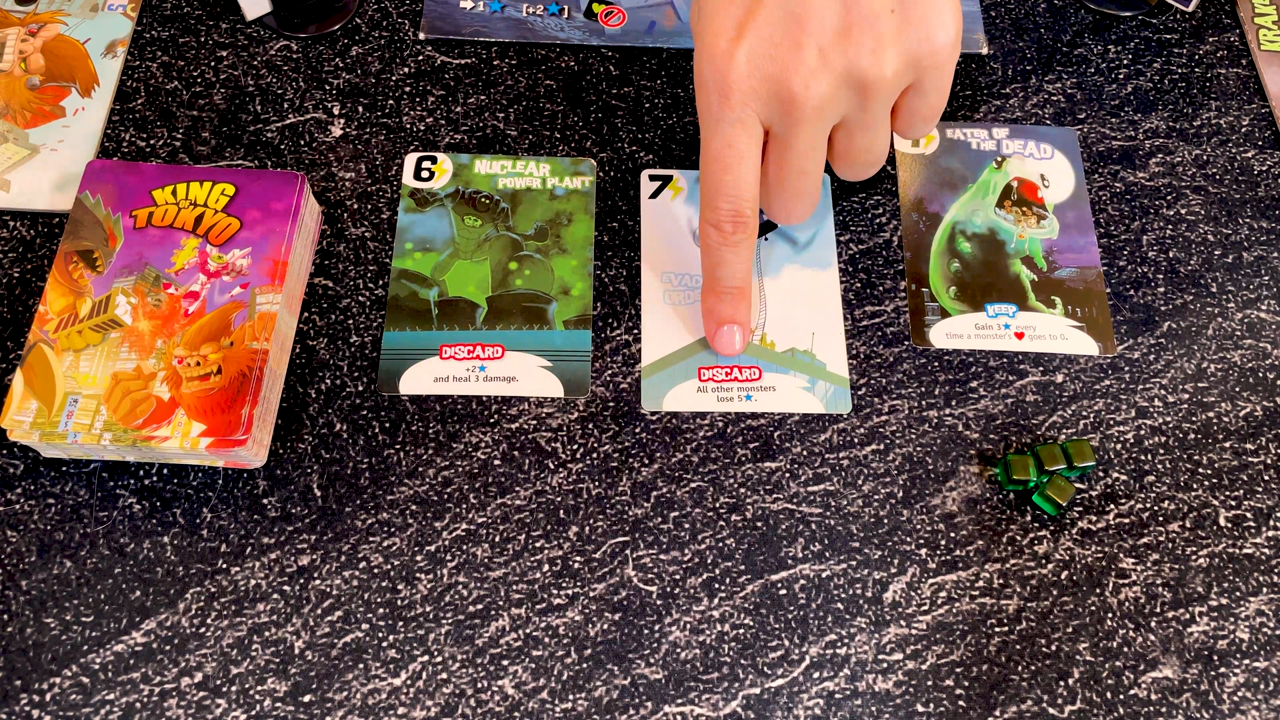 ➡1★ [+2★]
KING
OF
TOKYO
6
NUCLEAR
POWER PLANT
DISCARD
+2★
and heal 3 damage.
7
DISCARD
All other monsters
lose 5★.
EATER OF
THE DEAD
KEEP
Gain 3★ every
time a monster's ♥ goes to 0.